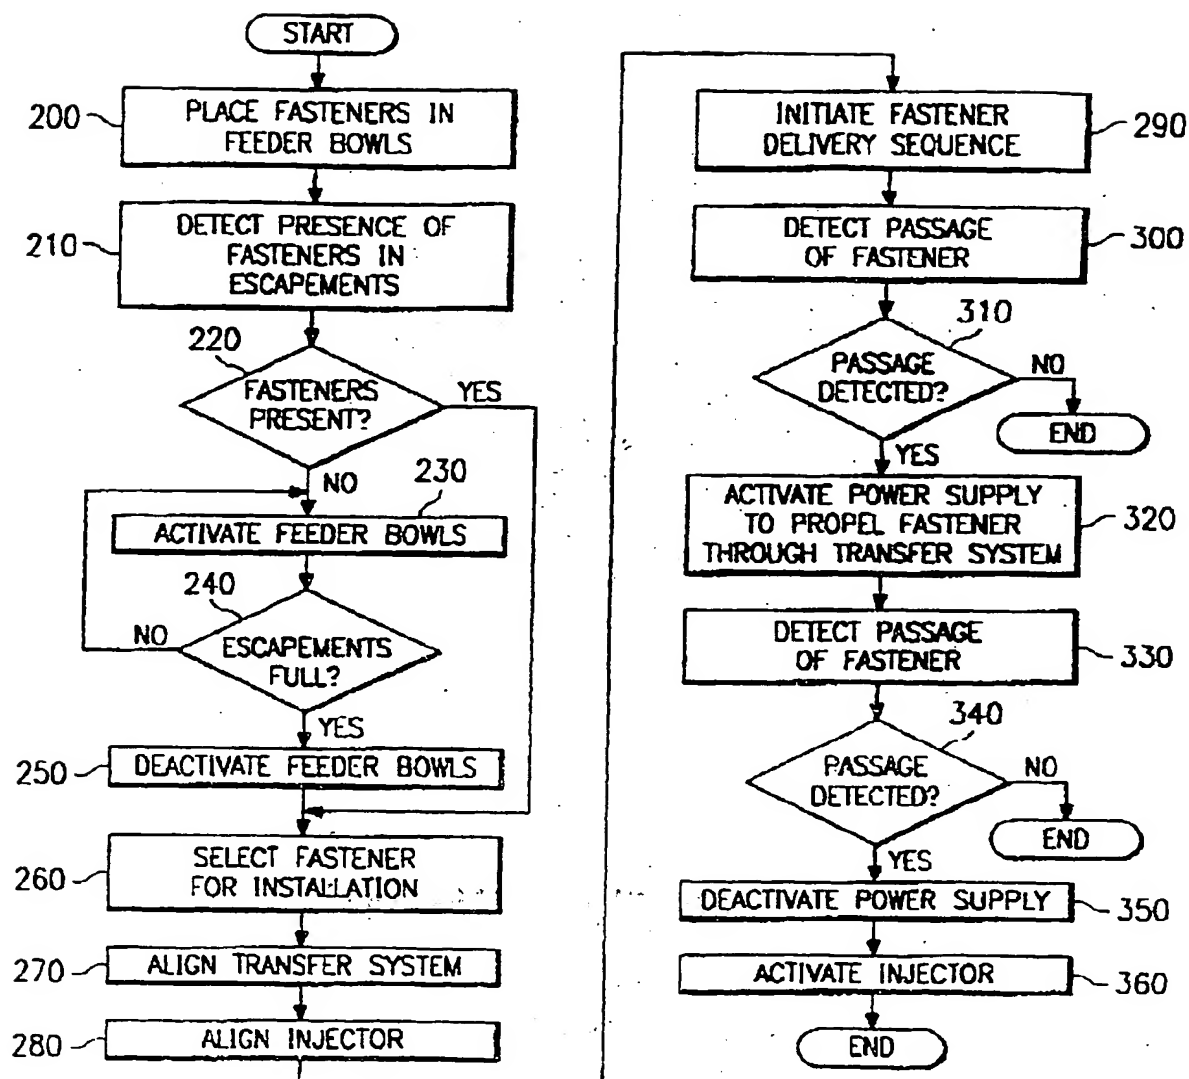 START
200
PLACE FASTENERS IN
FEEDER BOWLS
210
DETECT PRESENCE OF
FASTENERS IN
ESCAPEMENTS
220
FASTENERS
PRESENT?
YES
NO
230
ACTIVATE FEEDER BOWLS
240
NO
ESCAPEMENTS
FULL?
YES
250
DEACTIVATE FEEDER BOWLS
260
SELECT FASTENER
FOR INSTALLATION
270
ALIGN TRANSFER SYSTEM
280
ALIGN INJECTOR
INITIATE FASTENER
DELIVERY SEQUENCE
290
DETECT PASSAGE
OF FASTENER
300
310
PASSAGE
DETECTED?
NO
END
YES
ACTIVATE POWER SUPPLY
TO PROPEL FASTENER
THROUGH TRANSFER SYSTEM
320
DETECT PASSAGE
OF FASTENER
330
340
PASSAGE
DETECTED?
NO
END
YES
DEACTIVATE POWER SUPPLY
350
ACTIVATE INJECTOR
360
END